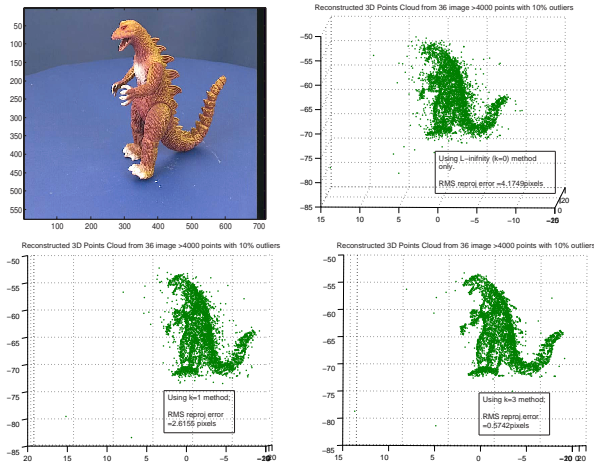 50
100
150
200
250
300
350
400
450
500
550
100 200 300 400 500 600 700
Reconstructed 3D Points Cloud from 36 image >4000 points with 10% outliers
−50
−55
−60
−65
−70
−75
−80
−85
15 10 5 0 −5 −10 −15
20
0
Using L−inifnity (k=0) method
only.
RMS reproj error =4.1749pixels
Reconstructed 3D Points Cloud from 36 image >4000 points with 10% outliers
−50
−55
−60
−65
−70
−75
−80
−85
20 15 10 5 0 −5
Using k=1 method;
RMS reproj error
=2.6155 pixels
Reconstructed 3D Points Cloud from 36 image >4000 points with 10% outliers
−50
−55
−60
−65
−70
−75
−80
−85
15 10 5 0 −5
Using k=3 method;
RMS reproj error
=0.5742pixels